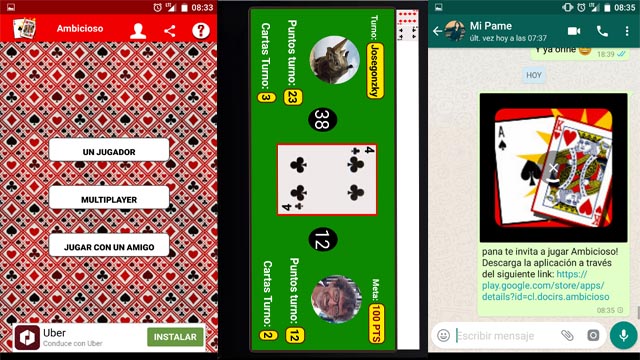 08:33
Ambicioso
?
UN JUGADOR
MULTIPLAYER
JUGAR CON UN AMIGO
Uber
Conduce con Uber
INSTALAR
Turno:
Josegonzky
Puntos turno:
23
Cartas Turno:
3
38
4
4
12
Meta:
100 PTS
Puntos turno:
12
Cartas Turno:
2
08:35
Mi Pame
últ. vez hoy a las 07:37
18:39
HOY
A
K
pana te invita a jugar Ambicioso!
Descarga la aplicación a través
del siguiente link: https://
play.google.com/store/apps/
details?id=cl.docirs.ambicioso
08:35
Escribir mensaje